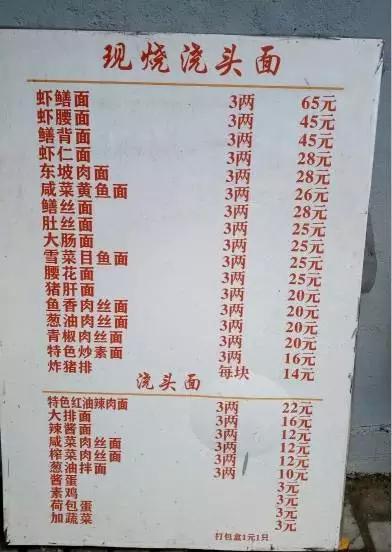 现烧浇头面
虾鳝面 3两 65元
虾腰面 3两 45元
鳝背面 3两 45元
虾仁面 3两 28元
东坡肉面 3两 28元
咸菜黄鱼面 3两 26元
鳝丝面 3两 28元
肚丝面 3两 25元
大肠面 3两 25元
雪菜目鱼面 3两 25元
腰花面 3两 25元
猪肝面 3两 20元
鱼香肉丝面 3两 20元
葱油肉丝面 3两 20元
青椒肉丝面 3两 20元
特色炒素面 3两 16元
炸猪排 每块 14元
浇头面
特色红油辣肉面 3两 22元
大排面 3两 16元
辣酱面 3两 12元
咸菜肉丝面 3两 12元
榨菜肉丝面 3两 12元
葱油拌面 3两 10元
酱蛋 3元
素鸡 3元
荷包蛋 3元
加蔬菜 3元
打包盒1元1只